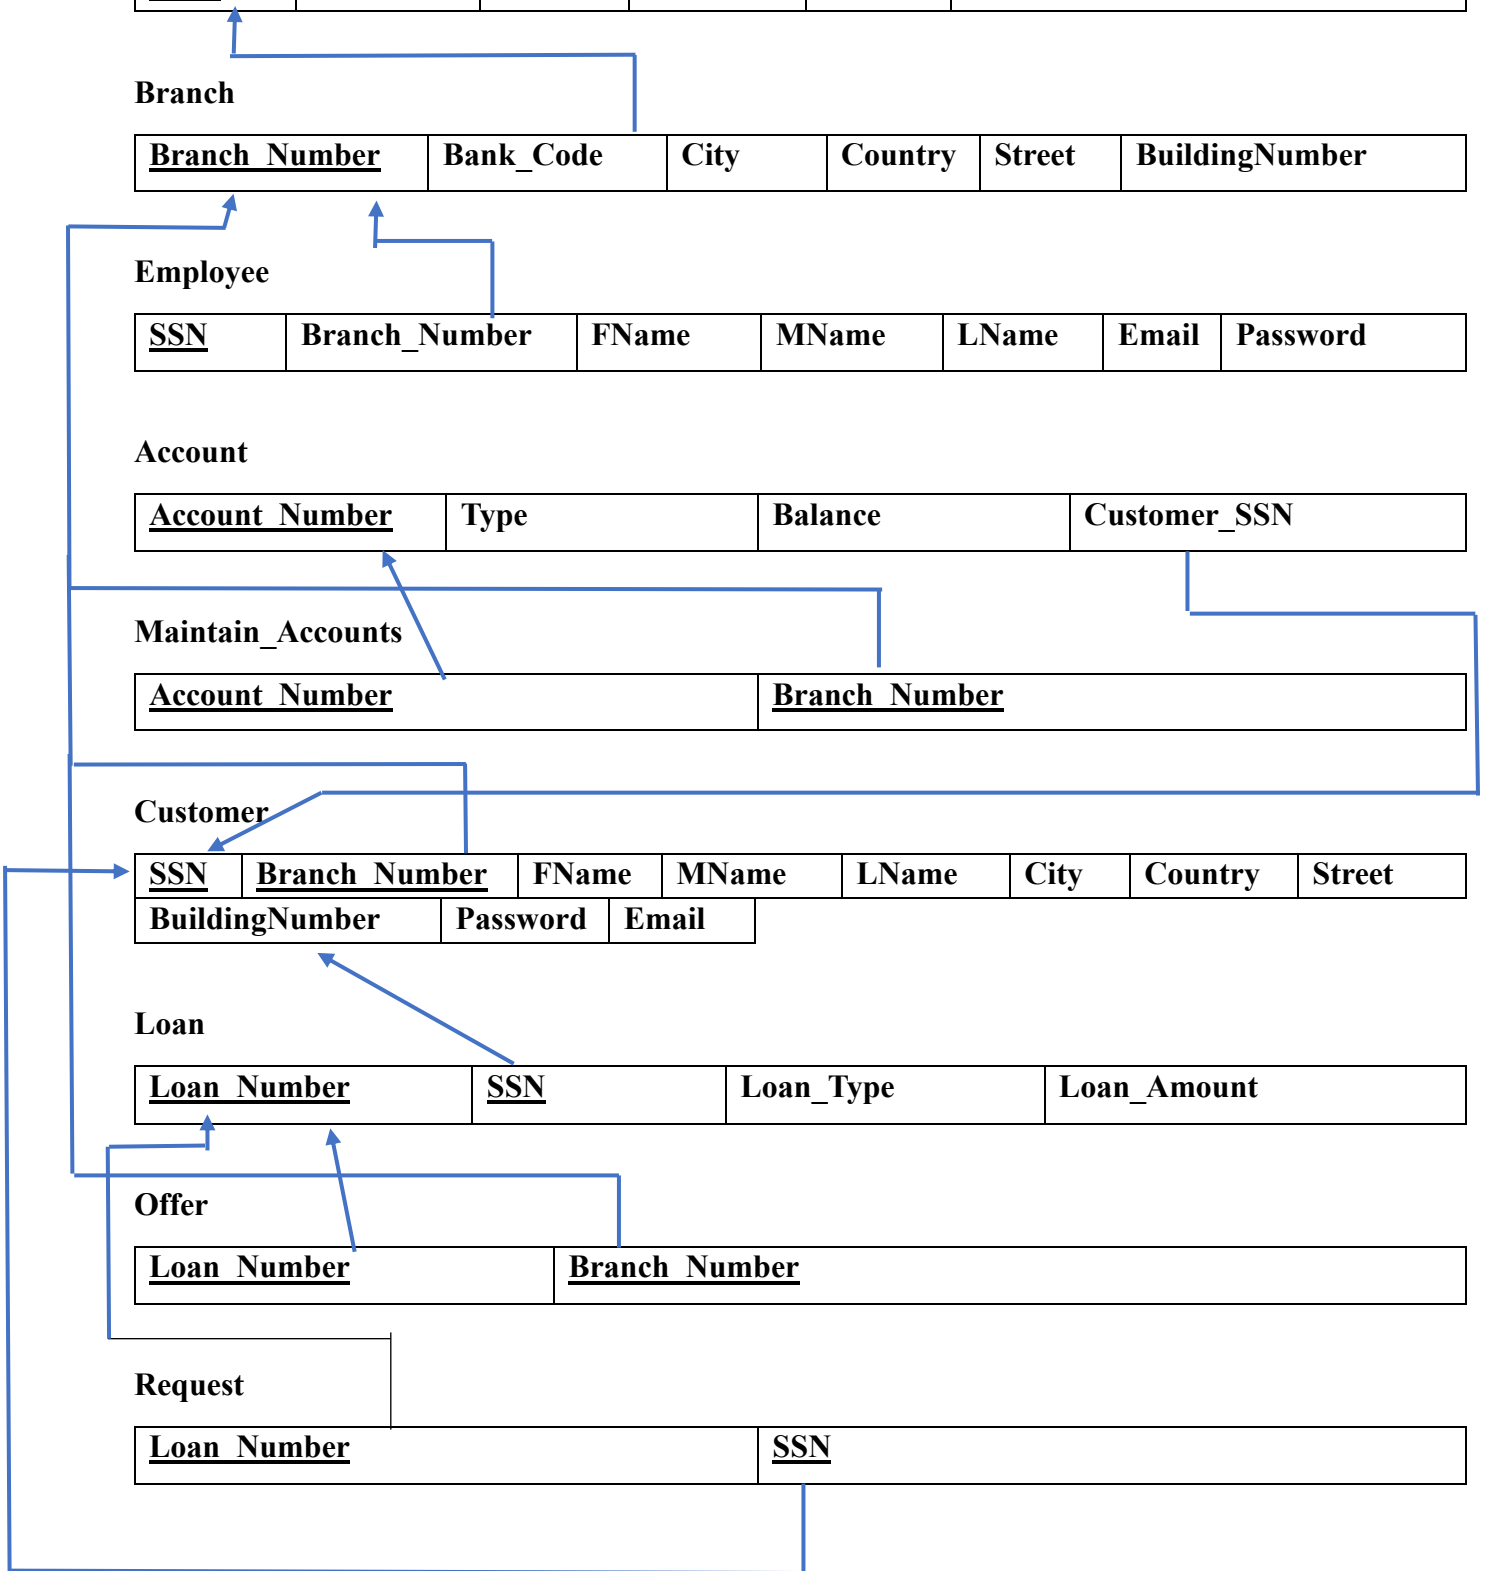 Branch
Branch_Number Bank_Code City Country Street BuildingNumber
Employee
SSN Branch_Number FName MName LName Email Password
Account
Account_Number Type Balance Customer_SSN
Maintain_Accounts
Account_Number Branch_Number
Customer
SSN Branch_Number FName MName LName City Country Street
BuildingNumber Password Email
Loan
Loan_Number SSN Loan_Type Loan_Amount
Offer
Loan_Number Branch_Number
Request
Loan_Number SSN